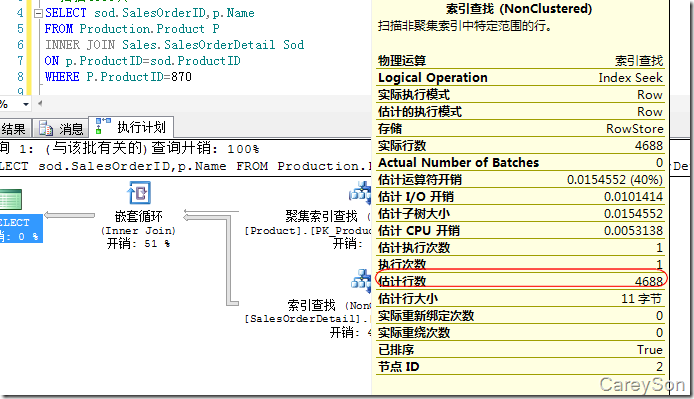 4 SELECT sod.SalesOrderID,p.Name
5 FROM Production.Product P
6 INNER JOIN Sales.SalesOrderDetail Sod
7 ON p.ProductID=sod.ProductID
8 WHERE P.ProductID=870
9
%
结果 消息 执行计划
询 1: (与该批有关的)查询开销: 100%
ELECT sod.SalesOrderID,p.Name FROM Production.
SELECT
销: 0 %
嵌套循环
(Inner Join)
开销: 51 %
聚集索引查找 (
[Product].[PK_Produc
开销:
索引查找 (Non
[SalesOrderDetail].
开销: 4
索引查找 (NonClustered)
扫描非聚集索引中特定范围的行。
物理运算 索引查找
Logical Operation Index Seek
实际执行模式 Row
估计的执行模式 Row
存储 RowStore
实际行数 4688
Actual Number of Batches 0
估计运算符开销 0.0154552 (40%)
估计 I/O 开销 0.0101414
估计子树大小 0.0154552
估计 CPU 开销 0.0053138
估计执行次数 1
执行次数 1
估计行数 4688
估计行大小 11 字节
实际重新绑定次数 0
实际重绕次数 0
已排序 True
节点 ID 2
CareySon